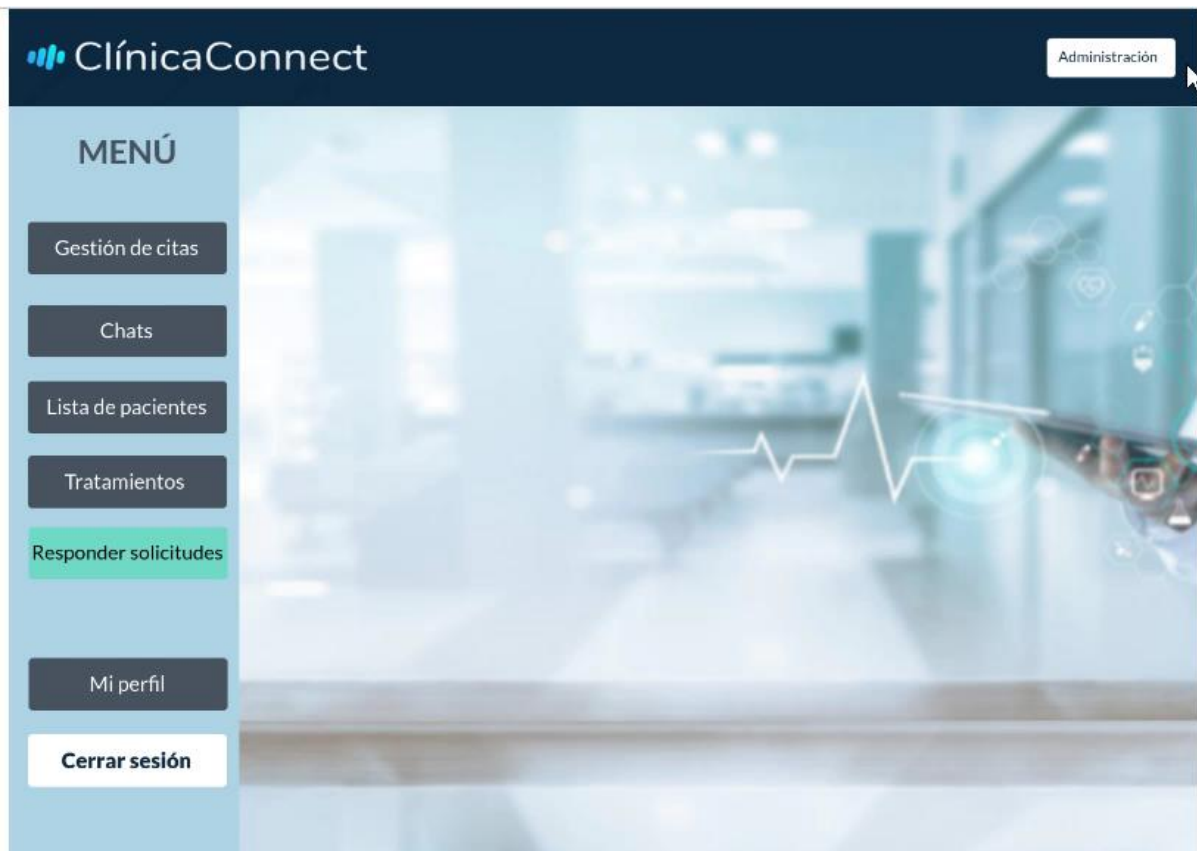 ClínicaConnect
Administración
MENÚ
Gestión de citas
Chats
Lista de pacientes
Tratamientos
Responder solicitudes
Mi perfil
Cerrar sesión